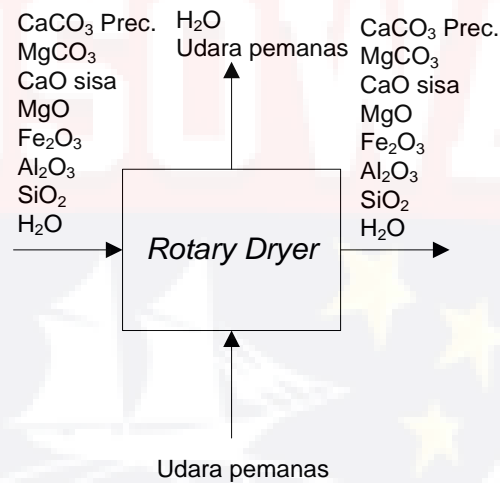 CaCO₃ Prec.
MgCO₃
CaO sisa
MgO
Fe₂O₃
Al₂O₃
SiO₂
H₂O
H₂O
Udara pemanas
CaCO₃ Prec.
MgCO₃
CaO sisa
MgO
Fe₂O₃
Al₂O₃
SiO₂
H₂O
Rotary Dryer
Udara pemanas